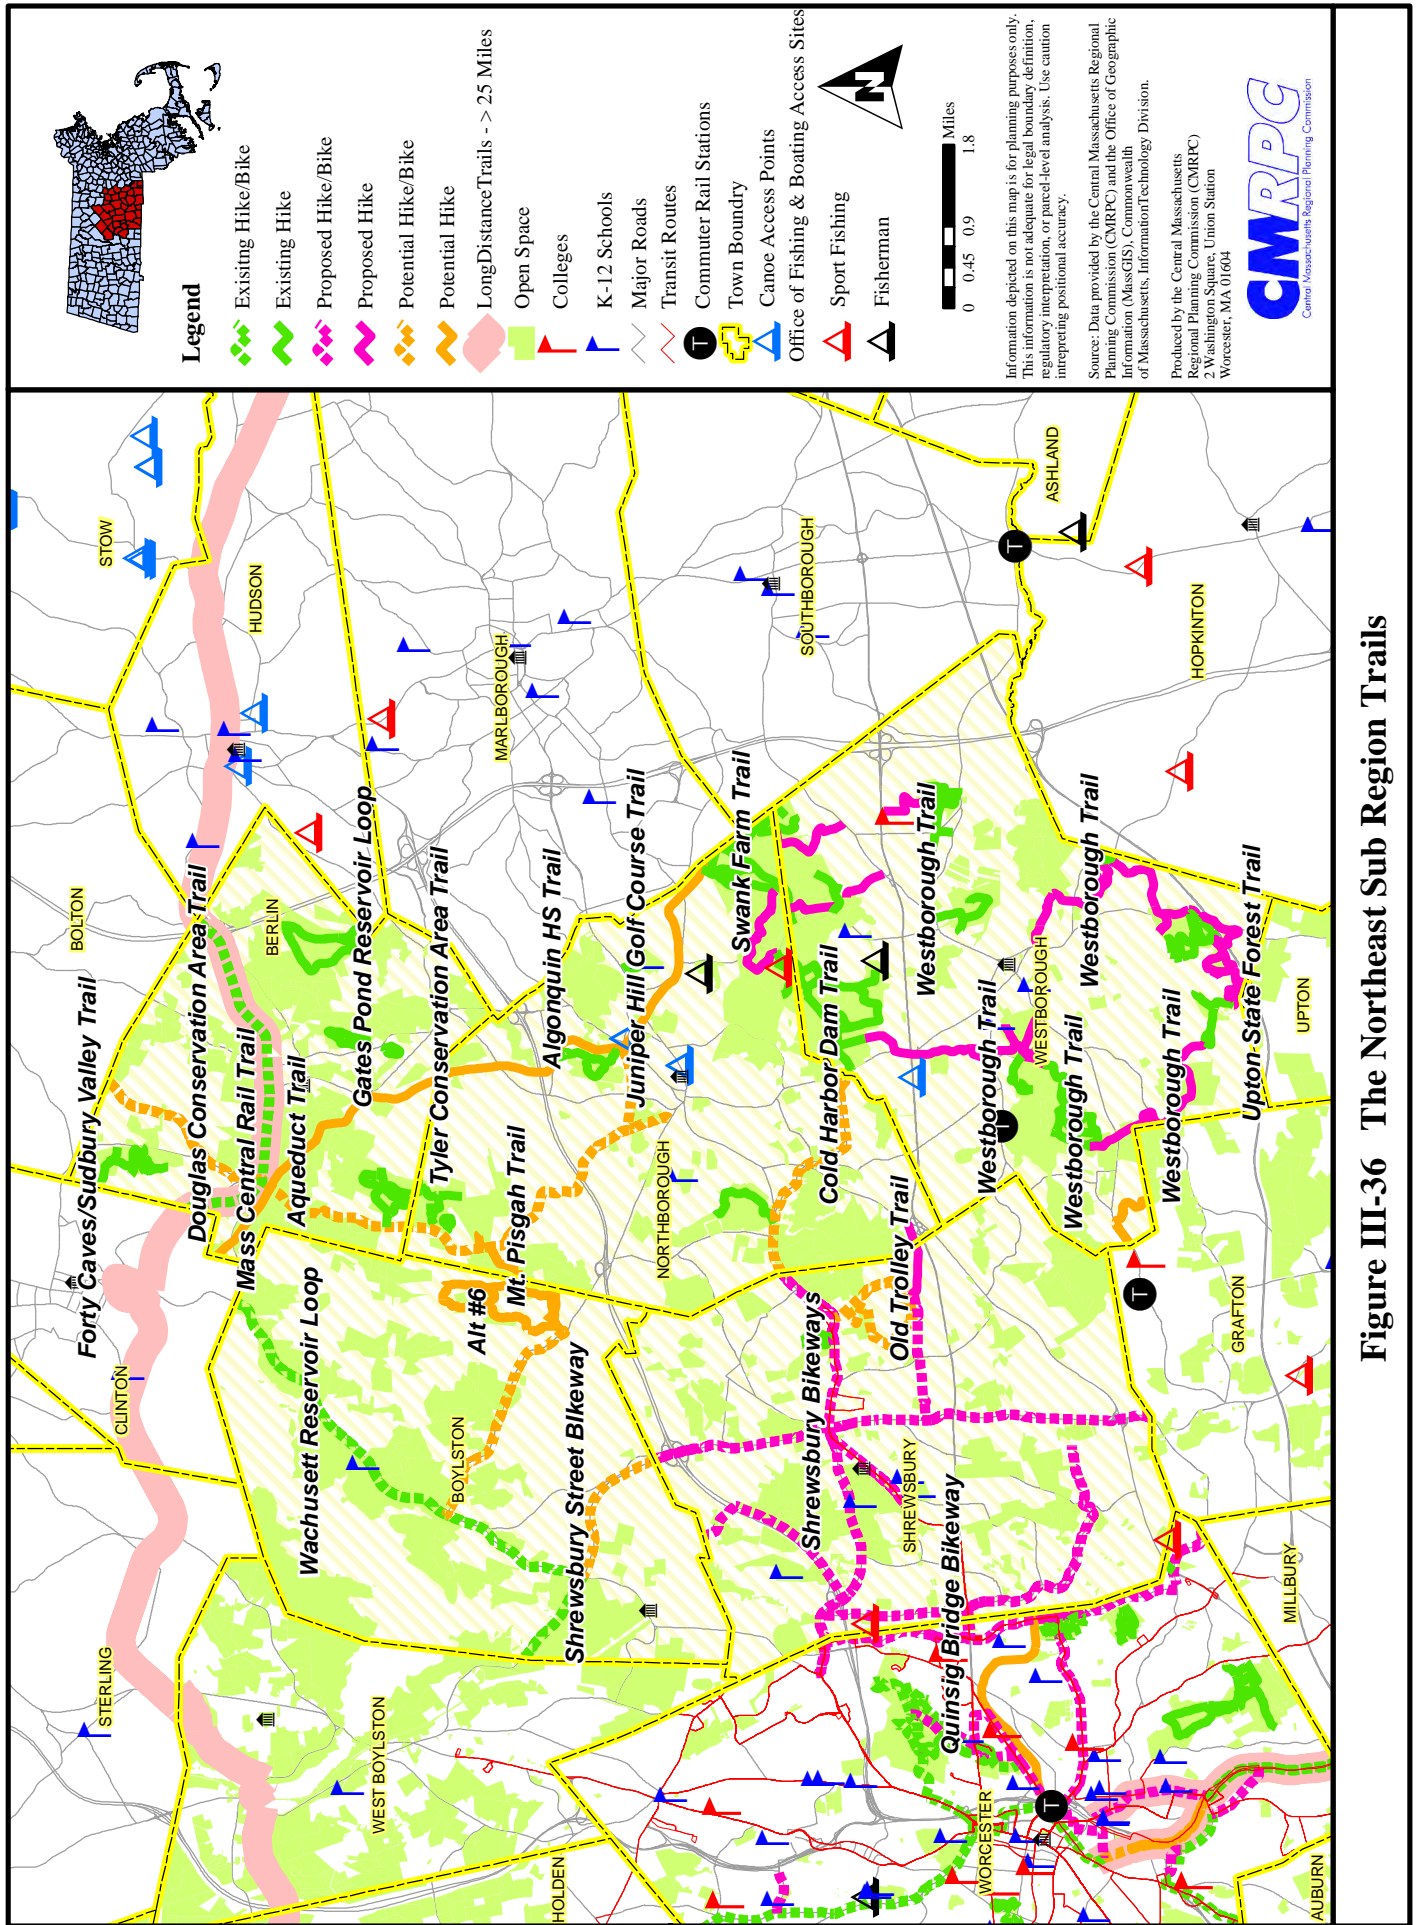 Legend
Exisitng Hike/Bike
Existing Hike
Proposed Hike/Bike
Proposed Hike
Potential Hike/Bike
Potential Hike
LongDistanceTrails - > 25 Miles
Open Space
Colleges
K-12 Schools
Major Roads
Transit Routes
T Commuter Rail Stations
Town Boundry
Canoe Access Points
Office of Fishing & Boating Access Sites
Sport Fishing
Fisherman
N
0 0.45 0.9 1.8
Miles
Information depicted on this map is for planning purposes only.
This information is not adequate for legal boundary definition,
regulatory interpretation, or parcel-level analysis. Use caution
intrepreting positional accuracy.
Source: Data provided by the Central Massachusetts Regional
Planning Commission (CMRPC) and the Office of Geographic
Information (MassGIS), Commonwealth
of Massachusetts, InformationTechnology Division.
Produced by the Central Massachusetts
Regional Planning Commission (CMRPC)
2 Washington Square, Union Station
Worcester, MA 01604
CMRPC
Central Massachusetts Regional Planning Commission
STERLING
CLINTON
BOLTON
STOW
HUDSON
BERLIN
WEST BOYLSTON
BOYLSTON
MARLBOROUGH
HOLDEN
NORTHBOROUGH
SOUTHBOROUGH
SHREWSBURY
WORCESTER
WESTBOROUGH
ASHLAND
HOPKINTON
GRAFTON
UPTON
MILLBURY
AUBURN
Forty Caves/Sudbury Valley Trail
Douglas Conservation Area Trail
Mass Central Rail Trail
Aqueduct Trail
Wachusett Reservoir Loop
Gates Pond Reservoir Loop
Tyler Conservation Area Trail
Alt #6
Mt. Pisgah Trail
Algonquin HS Trail
Shrewsbury Street BIkeway
Juniper Hill Golf Course Trail
Swank Farm Trail
Shrewsbury Bikeways
Cold Harbor Dam Trail
Old Trolley Trail
Westborough Trail
Quinsig Bridge Bikeway
Westborough Trail
Westborough Trail
Westborough Trail
Westborough Trail
Upton State Forest Trail
T
T
T
T
Figure III-36 The Northeast Sub Region Trails